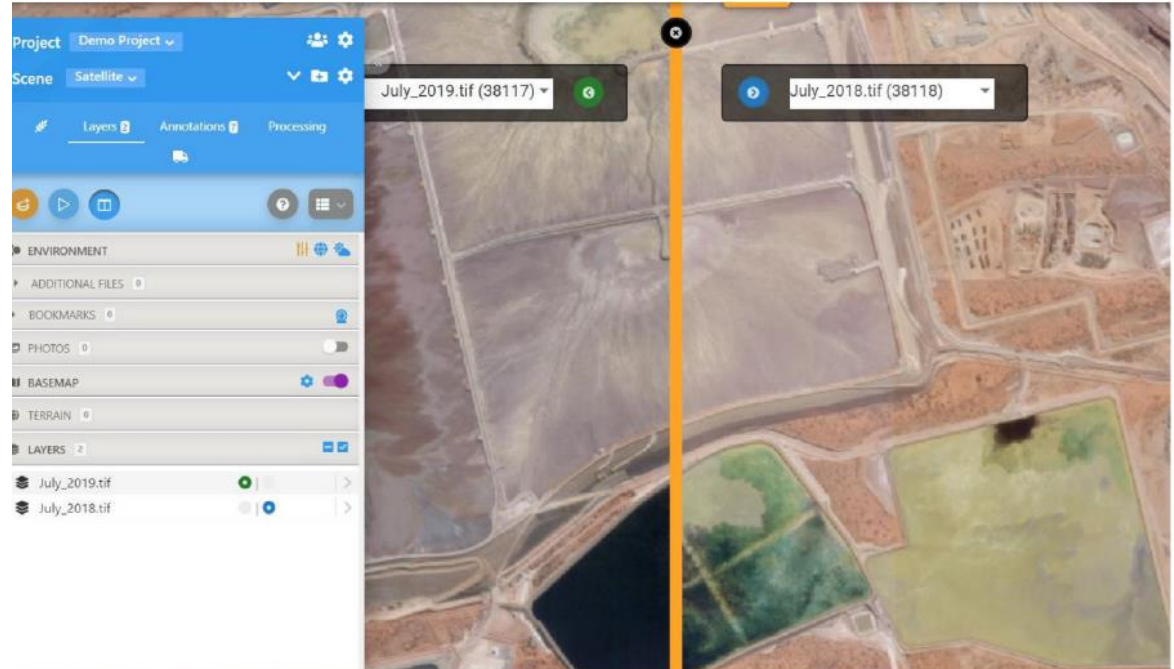 Project Demo Project
Scene Satellite
Layers 2 Annotations 7 Processing
July_2019.tif (38117)
July_2018.tif (38118)
ENVIRONMENT
ADDITIONAL FILES 0
BOOKMARKS 0
PHOTOS 0
BASEMAP
TERRAIN 0
LAYERS 2
July_2019.tif
July_2018.tif